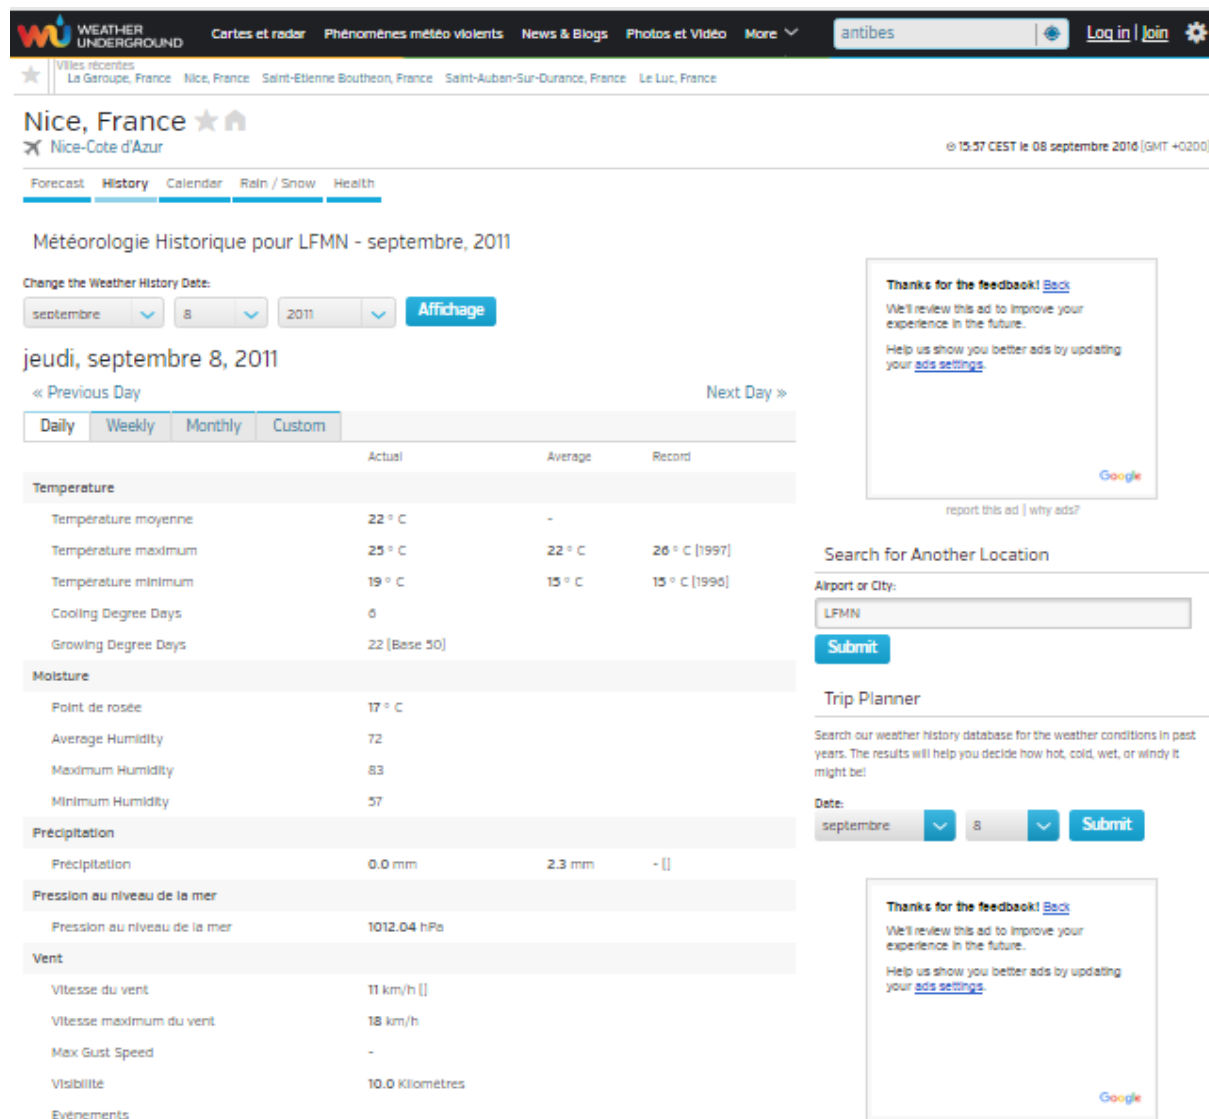 WEATHER UNDERGROUND Cartes et radar Phénomènes météo violents News & Blogs Photos et Vidéo More antibes Log in | Join
Villes récentes
La Garoupe, France Nice, France Saint-Etienne Boutheon, France Saint-Auban-Sur-Durance, France Le Luc, France
Nice, France
Nice-Cote d'Azur
15:57 CEST le 08 septembre 2016 (GMT +0200)
Forecast History Calendar Rain / Snow Health
Météorologie Historique pour LFMN - septembre, 2011
Change the Weather History Date:
septembre 8 2011 Affichage
jeudi, septembre 8, 2011
« Previous Day Next Day »
Daily Weekly Monthly Custom
Actual Average Record
Temperature
Température moyenne 22 ° C -
Température maximum 25 ° C 22 ° C 26 ° C (1997)
Température minimum 19 ° C 15 ° C 15 ° C (1996)
Cooling Degree Days 6
Growing Degree Days 22 (Base 50)
Moisture
Point de rosée 17 ° C
Average Humidity 72
Maximum Humidity 83
Minimum Humidity 57
Précipitation
Précipitation 0.0 mm 2.3 mm - ()
Pression au niveau de la mer
Pression au niveau de la mer 1012.04 hPa
Vent
Vitesse du vent 11 km/h ()
Vitesse maximum du vent 18 km/h
Max Gust Speed -
Visibilité 10.0 Kilomètres
Evénements
Thanks for the feedback! Back
We'll review this ad to improve your
experience in the future.
Help us show you better ads by updating
your ads settings.
Google
report this ad | why ads?
Search for Another Location
Airport or City:
LFMN
Submit
Trip Planner
Search our weather history database for the weather conditions in past
years. The results will help you decide how hot, cold, wet, or windy it
might be!
Date:
septembre 8 Submit
Thanks for the feedback! Back
We'll review this ad to improve your
experience in the future.
Help us show you better ads by updating
your ads settings.
Google